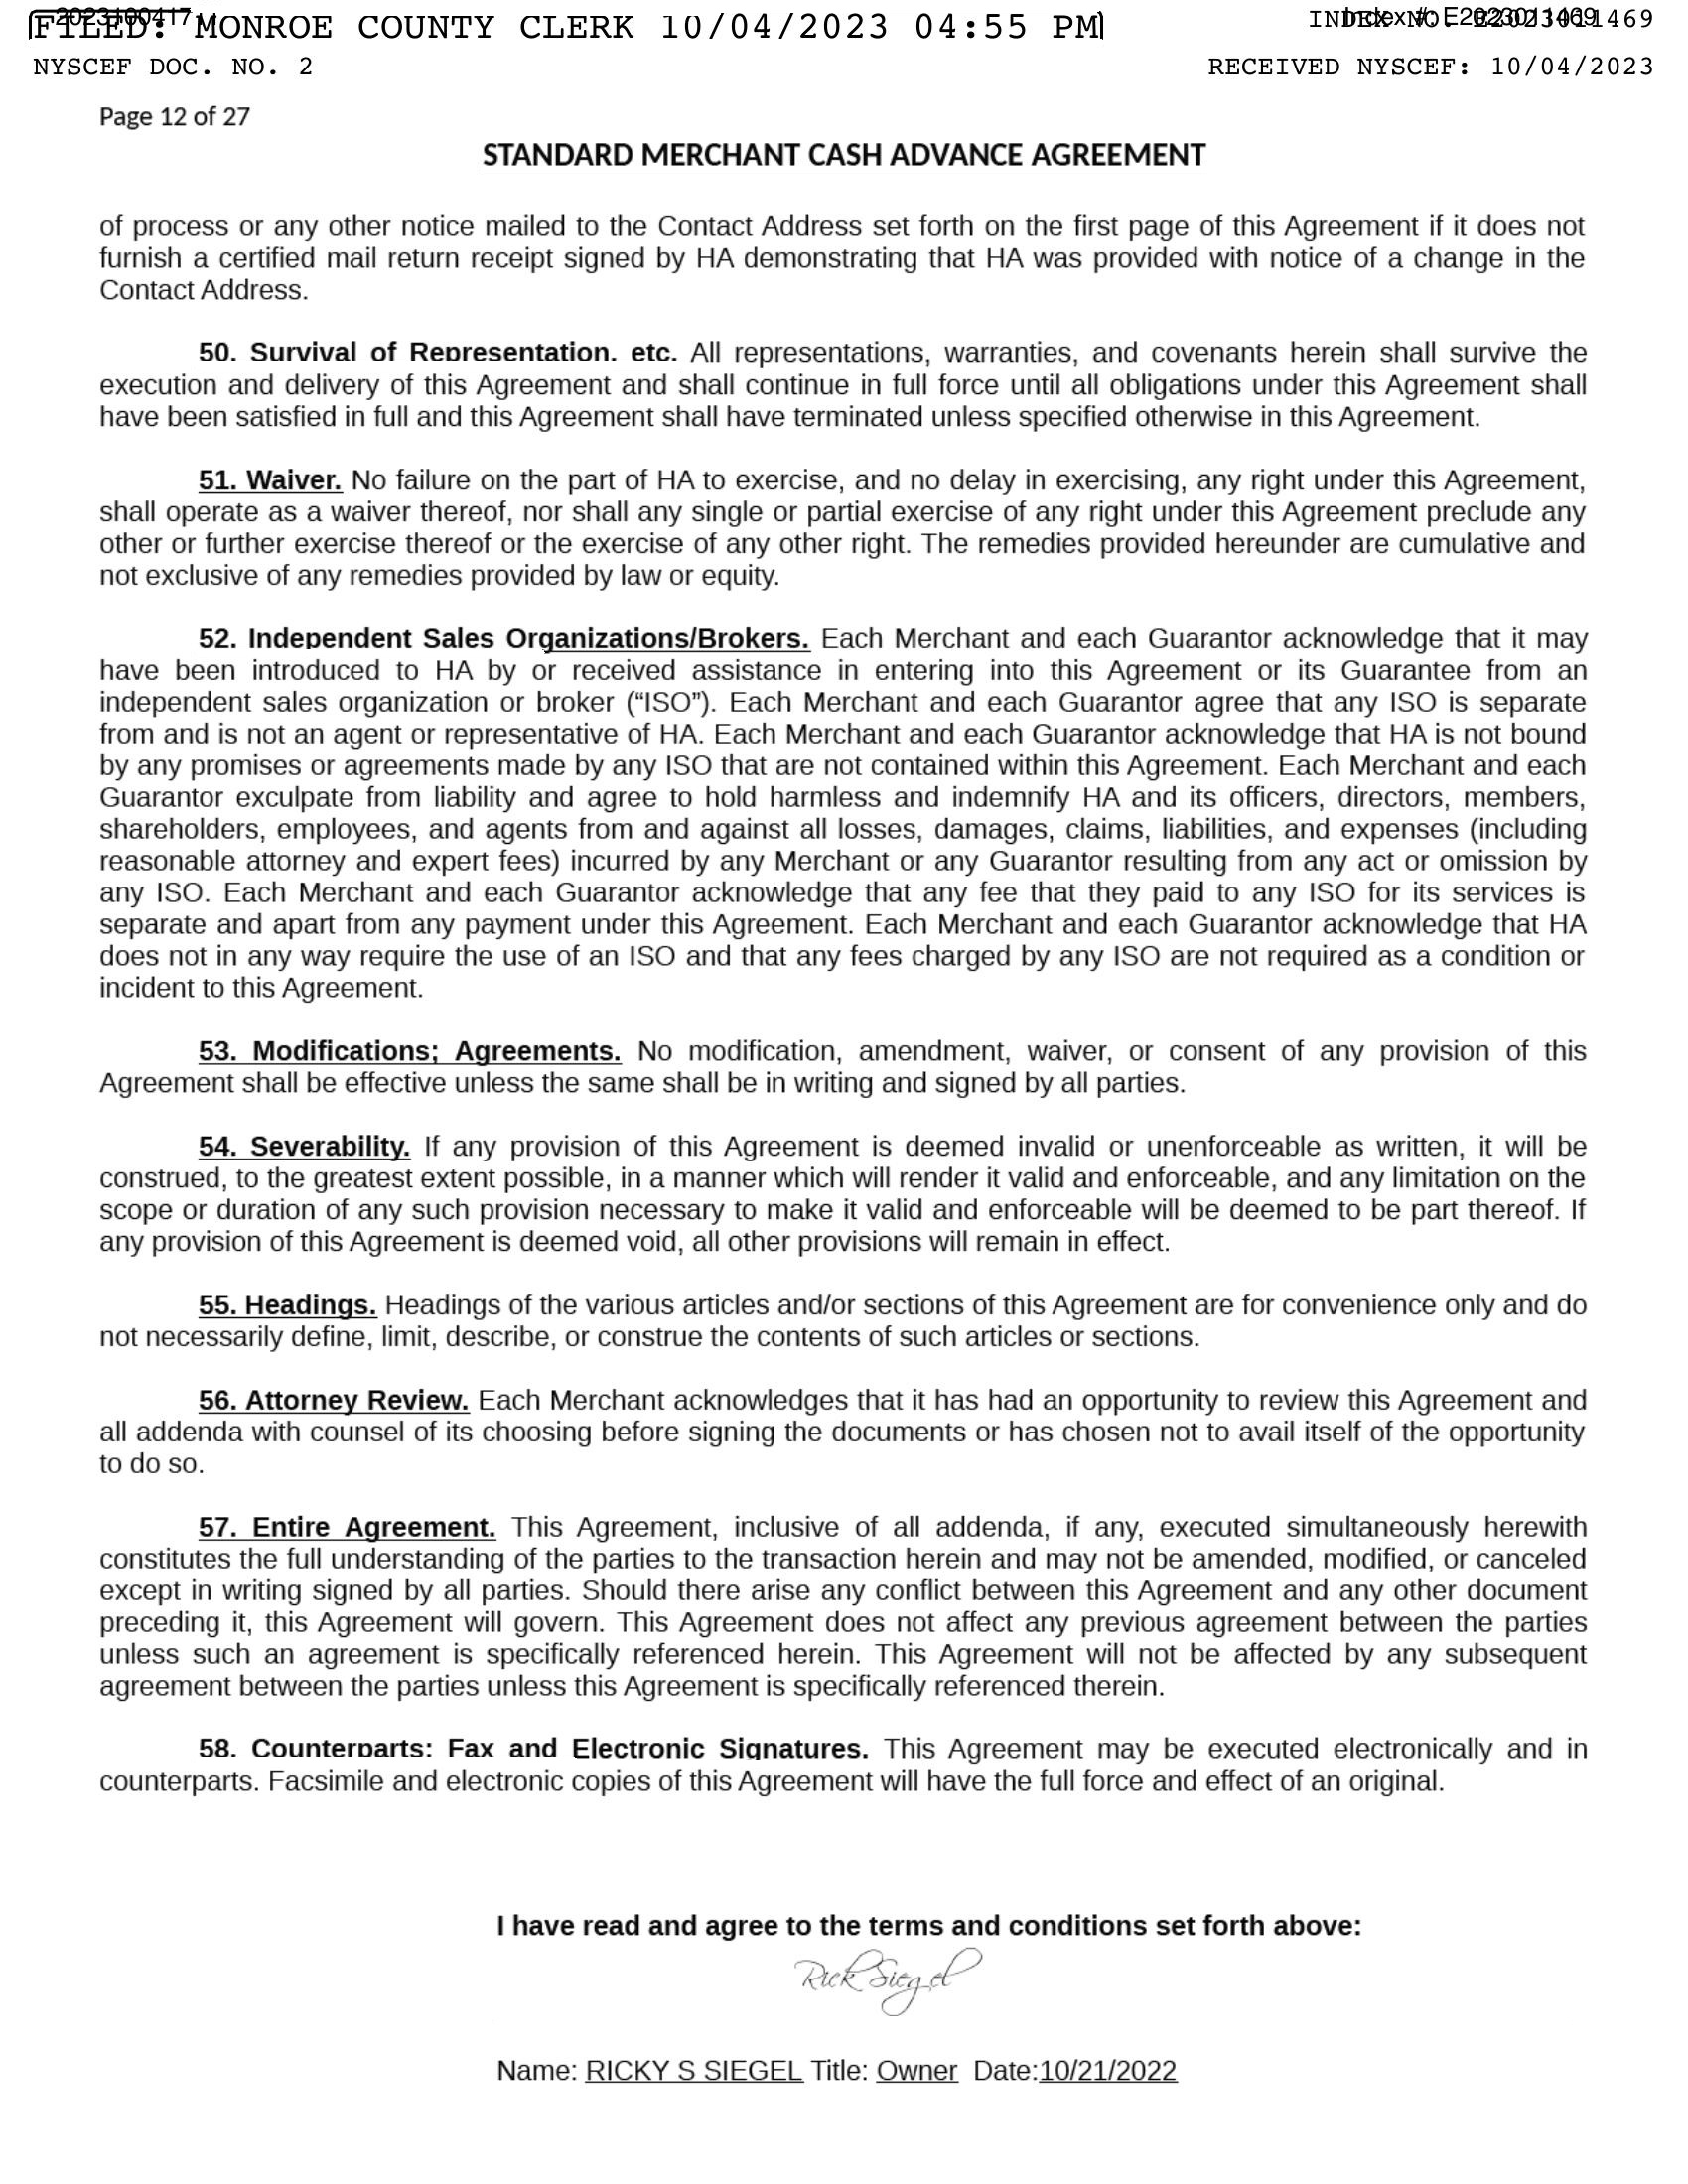 FILED: MONROE COUNTY CLERK 10/04/2023 04:55 PM
INDEX NO. E2023011469
Index #: E2023011469
NYSCEF DOC. NO. 2
RECEIVED NYSCEF: 10/04/2023
Page 12 of 27
STANDARD MERCHANT CASH ADVANCE AGREEMENT
of process or any other notice mailed to the Contact Address set forth on the first page of this Agreement if it does not
furnish a certified mail return receipt signed by HA demonstrating that HA was provided with notice of a change in the
Contact Address.
50. Survival of Representation, etc. All representations, warranties, and covenants herein shall survive the
execution and delivery of this Agreement and shall continue in full force until all obligations under this Agreement shall
have been satisfied in full and this Agreement shall have terminated unless specified otherwise in this Agreement.
51. Waiver. No failure on the part of HA to exercise, and no delay in exercising, any right under this Agreement,
shall operate as a waiver thereof, nor shall any single or partial exercise of any right under this Agreement preclude any
other or further exercise thereof or the exercise of any other right. The remedies provided hereunder are cumulative and
not exclusive of any remedies provided by law or equity.
52. Independent Sales Organizations/Brokers. Each Merchant and each Guarantor acknowledge that it may
have been introduced to HA by or received assistance in entering into this Agreement or its Guarantee from an
independent sales organization or broker (“ISO”). Each Merchant and each Guarantor agree that any ISO is separate
from and is not an agent or representative of HA. Each Merchant and each Guarantor acknowledge that HA is not bound
by any promises or agreements made by any ISO that are not contained within this Agreement. Each Merchant and each
Guarantor exculpate from liability and agree to hold harmless and indemnify HA and its officers, directors, members,
shareholders, employees, and agents from and against all losses, damages, claims, liabilities, and expenses (including
reasonable attorney and expert fees) incurred by any Merchant or any Guarantor resulting from any act or omission by
any ISO. Each Merchant and each Guarantor acknowledge that any fee that they paid to any ISO for its services is
separate and apart from any payment under this Agreement. Each Merchant and each Guarantor acknowledge that HA
does not in any way require the use of an ISO and that any fees charged by any ISO are not required as a condition or
incident to this Agreement.
53. Modifications; Agreements. No modification, amendment, waiver, or consent of any provision of this
Agreement shall be effective unless the same shall be in writing and signed by all parties.
54. Severability. If any provision of this Agreement is deemed invalid or unenforceable as written, it will be
construed, to the greatest extent possible, in a manner which will render it valid and enforceable, and any limitation on the
scope or duration of any such provision necessary to make it valid and enforceable will be deemed to be part thereof. If
any provision of this Agreement is deemed void, all other provisions will remain in effect.
55. Headings. Headings of the various articles and/or sections of this Agreement are for convenience only and do
not necessarily define, limit, describe, or construe the contents of such articles or sections.
56. Attorney Review. Each Merchant acknowledges that it has had an opportunity to review this Agreement and
all addenda with counsel of its choosing before signing the documents or has chosen not to avail itself of the opportunity
to do so.
57. Entire Agreement. This Agreement, inclusive of all addenda, if any, executed simultaneously herewith
constitutes the full understanding of the parties to the transaction herein and may not be amended, modified, or canceled
except in writing signed by all parties. Should there arise any conflict between this Agreement and any other document
preceding it, this Agreement will govern. This Agreement does not affect any previous agreement between the parties
unless such an agreement is specifically referenced herein. This Agreement will not be affected by any subsequent
agreement between the parties unless this Agreement is specifically referenced therein.
58. Counterparts; Fax and Electronic Signatures. This Agreement may be executed electronically and in
counterparts. Facsimile and electronic copies of this Agreement will have the full force and effect of an original.
I have read and agree to the terms and conditions set forth above:
Rick Siegel
Name: RICKY S SIEGEL Title: Owner Date:10/21/2022